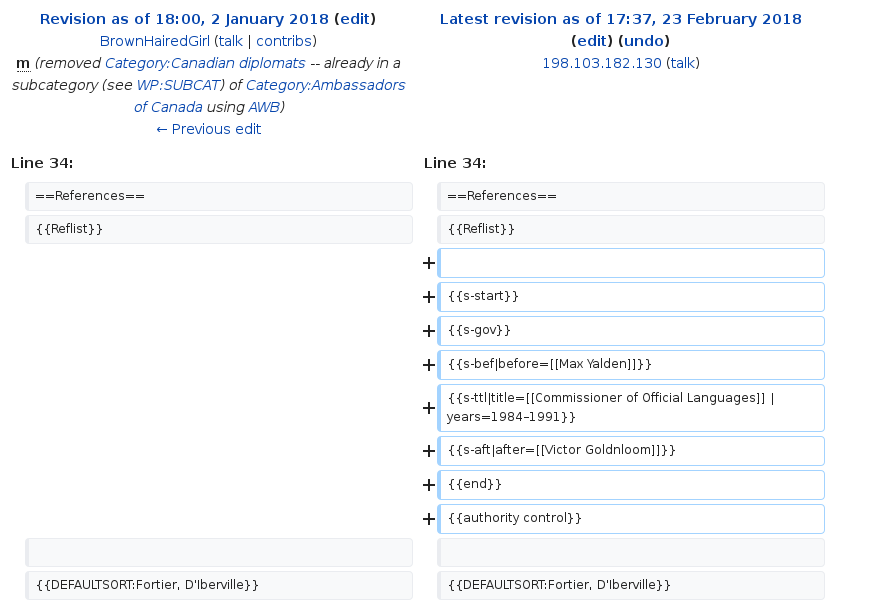 Revision as of 18:00, 2 January 2018 (edit)
BrownHairedGirl (talk | contribs)
m (removed Category:Canadian diplomats -- already in a
subcategory (see WP:SUBCAT) of Category:Ambassadors
of Canada using AWB)
← Previous edit
Latest revision as of 17:37, 23 February 2018
(edit) (undo)
198.103.182.130 (talk)
Line 34:
Line 34:
==References==
==References==
{{Reflist}}
{{Reflist}}
+
+ {{s-start}}
+ {{s-gov}}
+ {{s-bef|before=[[Max Yalden]]}}
+ {{s-ttl|title=[[Commissioner of Official Languages]] |
years=1984–1991}}
+ {{s-aft|after=[[Victor Goldnloom]]}}
+ {{end}}
+ {{authority control}}
{{DEFAULTSORT:Fortier, D'Iberville}}
{{DEFAULTSORT:Fortier, D'Iberville}}